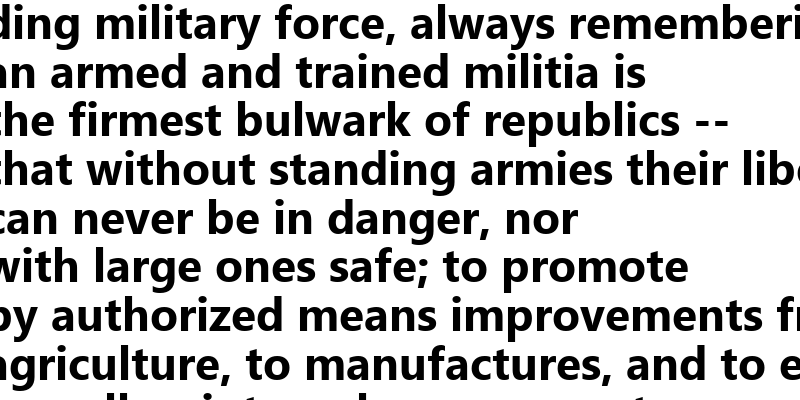 ding military force, always rememberi
an armed and trained militia is
the firmest bulwark of republics --
that without standing armies their libe
can never be in danger, nor
with large ones safe; to promote
by authorized means improvements fr
agriculture, to manufactures, and to e